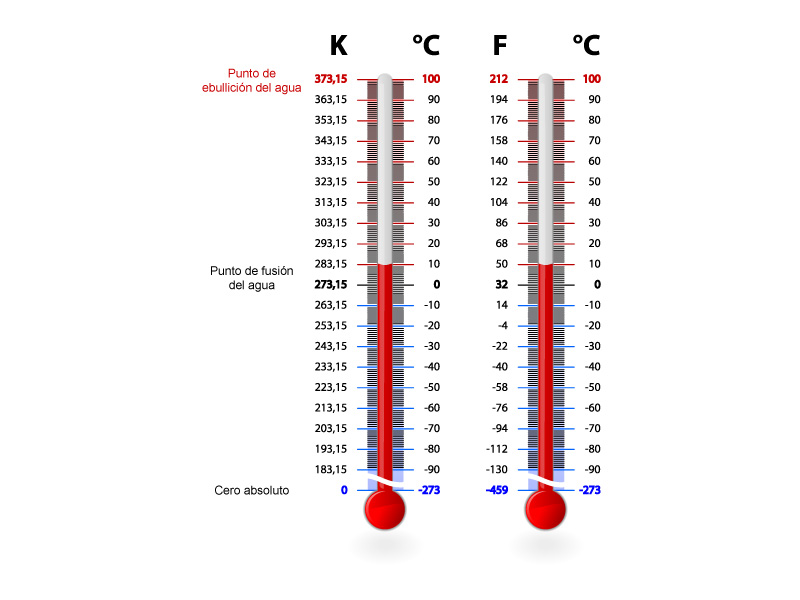 K °C F °C
Punto de
ebullición del agua
373,15 100 212 100
363,15 90 194 90
353,15 80 176 80
343,15 70 158 70
333,15 60 140 60
323,15 50 122 50
313,15 40 104 40
303,15 30 86 30
293,15 20 68 20
283,15 10 50 10
Punto de fusión
del agua
273,15 0 32 0
263,15 -10 14 -10
253,15 -20 -4 -20
243,15 -30 -22 -30
233,15 -40 -40 -40
223,15 -50 -58 -50
213,15 -60 -76 -60
203,15 -70 -94 -70
193,15 -80 -112 -80
183,15 -90 -130 -90
Cero absoluto 0 -273 -459 -273